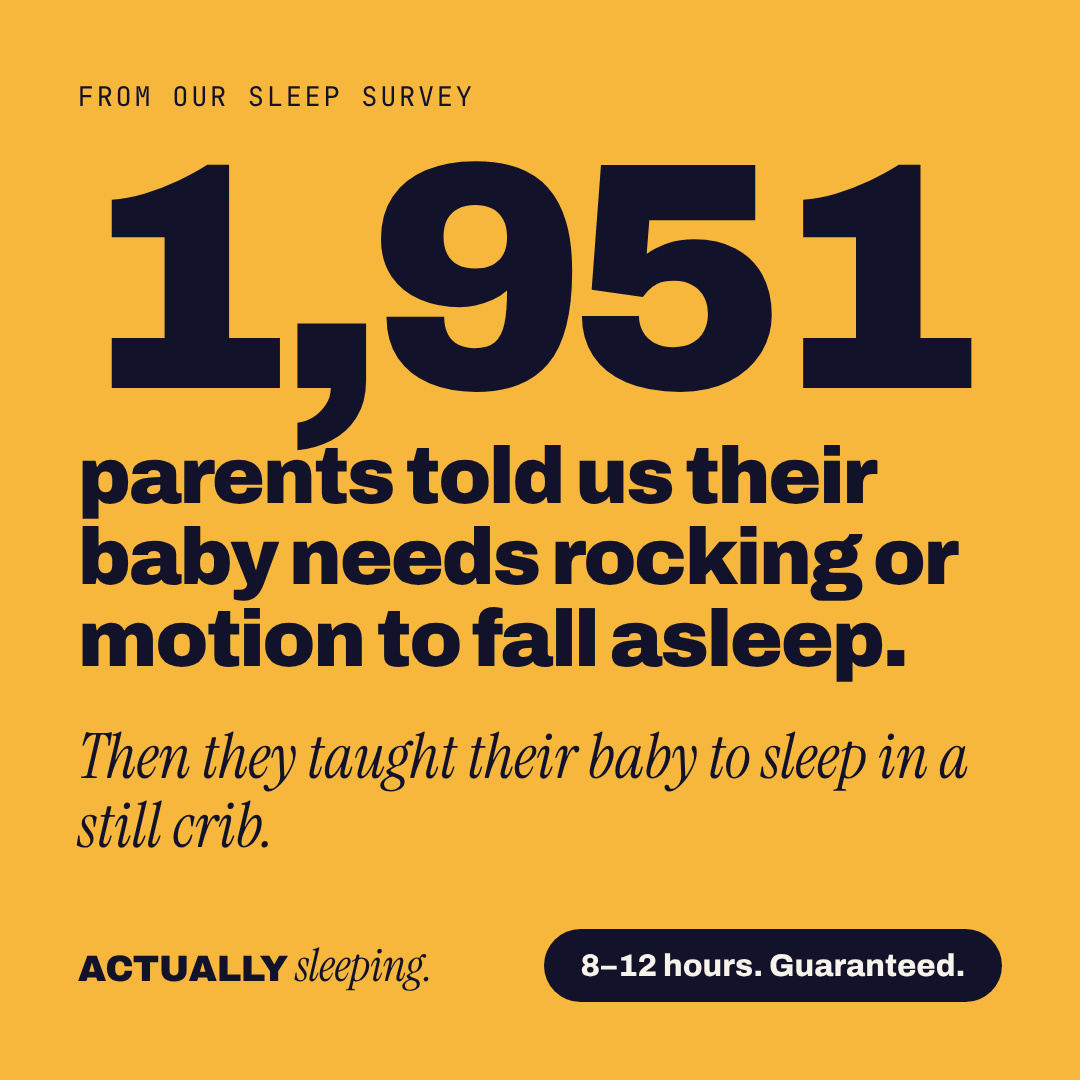 FROM OUR SLEEP SURVEY
1,951
parents told us their
baby needs rocking or
motion to fall asleep.
Then they taught their baby to sleep in a
still crib.
ACTUALLY sleeping.
8–12 hours. Guaranteed.